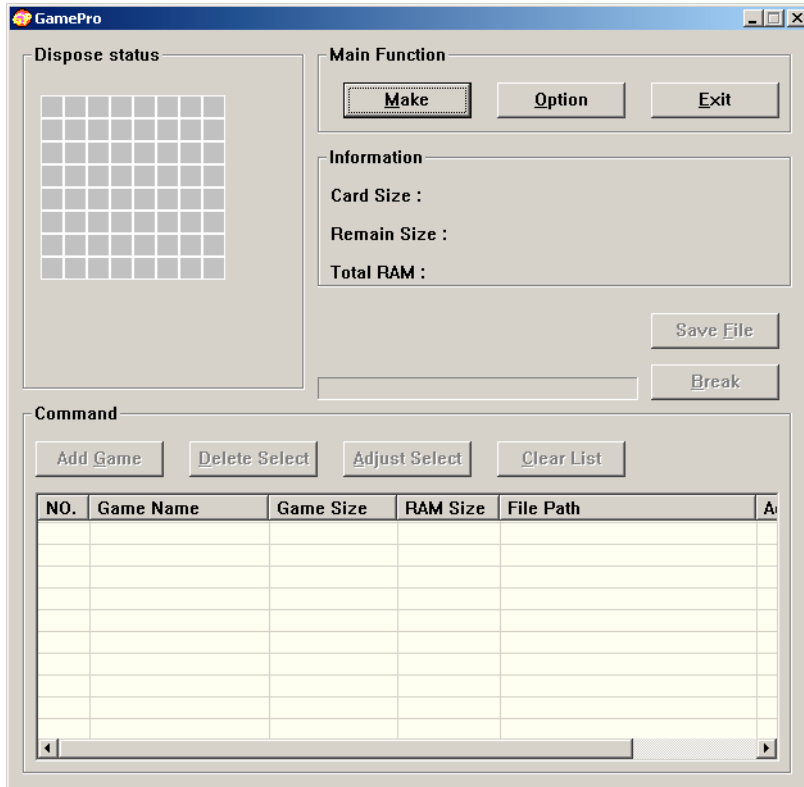 GamePro
Dispose status
Main Function
Make Option Exit
Information
Card Size :
Remain Size :
Total RAM :
Save File
Break
Command
Add Game Delete Select Adjust Select Clear List
NO. Game Name Game Size RAM Size File Path